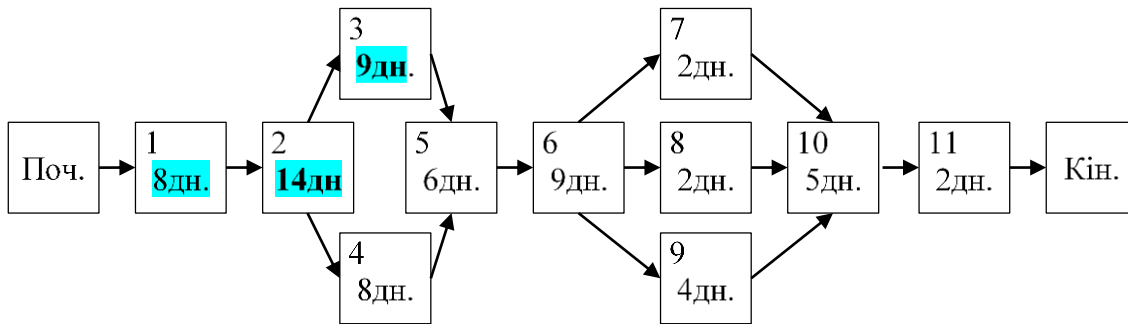 Поч.
1
8дн.
2
14дн
3
9дн.
4
8дн.
5
6дн.
6
9дн.
7
2дн.
8
2дн.
9
4дн.
10
5дн.
11
2дн.
Кін.